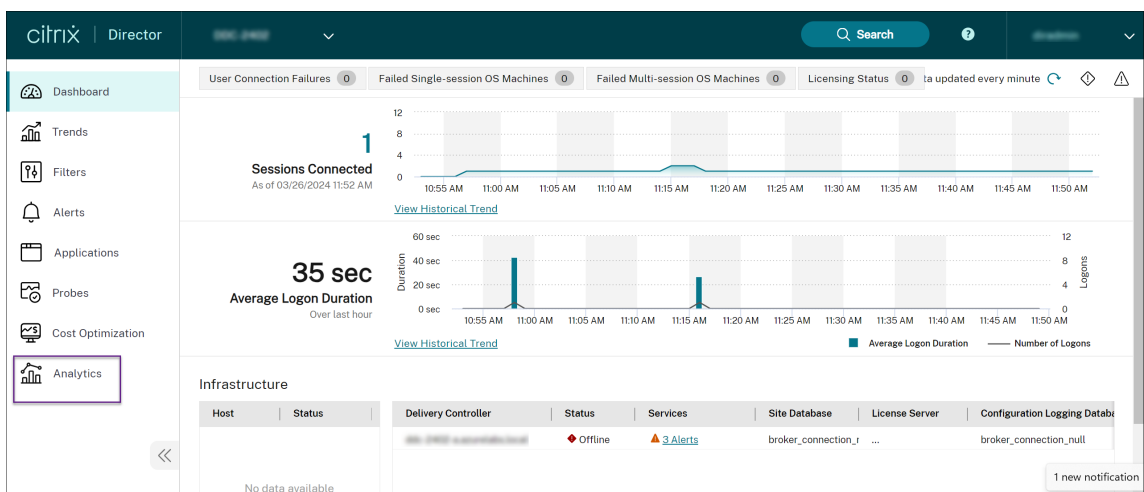 citrix | Director
Search
?
User Connection Failures 0
Failed Single-session OS Machines 0
Failed Multi-session OS Machines 0
Licensing Status 0
ta updated every minute
Dashboard
Trends
Filters
Alerts
Applications
Probes
Cost Optimization
Analytics
1
Sessions Connected
As of 03/26/2024 11:52 AM
12
8
4
0
10:55 AM 11:00 AM 11:05 AM 11:10 AM 11:15 AM 11:20 AM 11:25 AM 11:30 AM 11:35 AM 11:40 AM 11:45 AM 11:50 AM
View Historical Trend
35 sec
Average Logon Duration
Over last hour
Duration
60 sec
40 sec
20 sec
0 sec
12
8
4
0
Logons
10:55 AM 11:00 AM 11:05 AM 11:10 AM 11:15 AM 11:20 AM 11:25 AM 11:30 AM 11:35 AM 11:40 AM 11:45 AM 11:50 AM
View Historical Trend
Average Logon Duration
Number of Logons
Infrastructure
Host Status
No data available
Delivery Controller Status Services Site Database License Server Configuration Logging Databa
Offline 3 Alerts broker_connection_r ... broker_connection_null
1 new notification